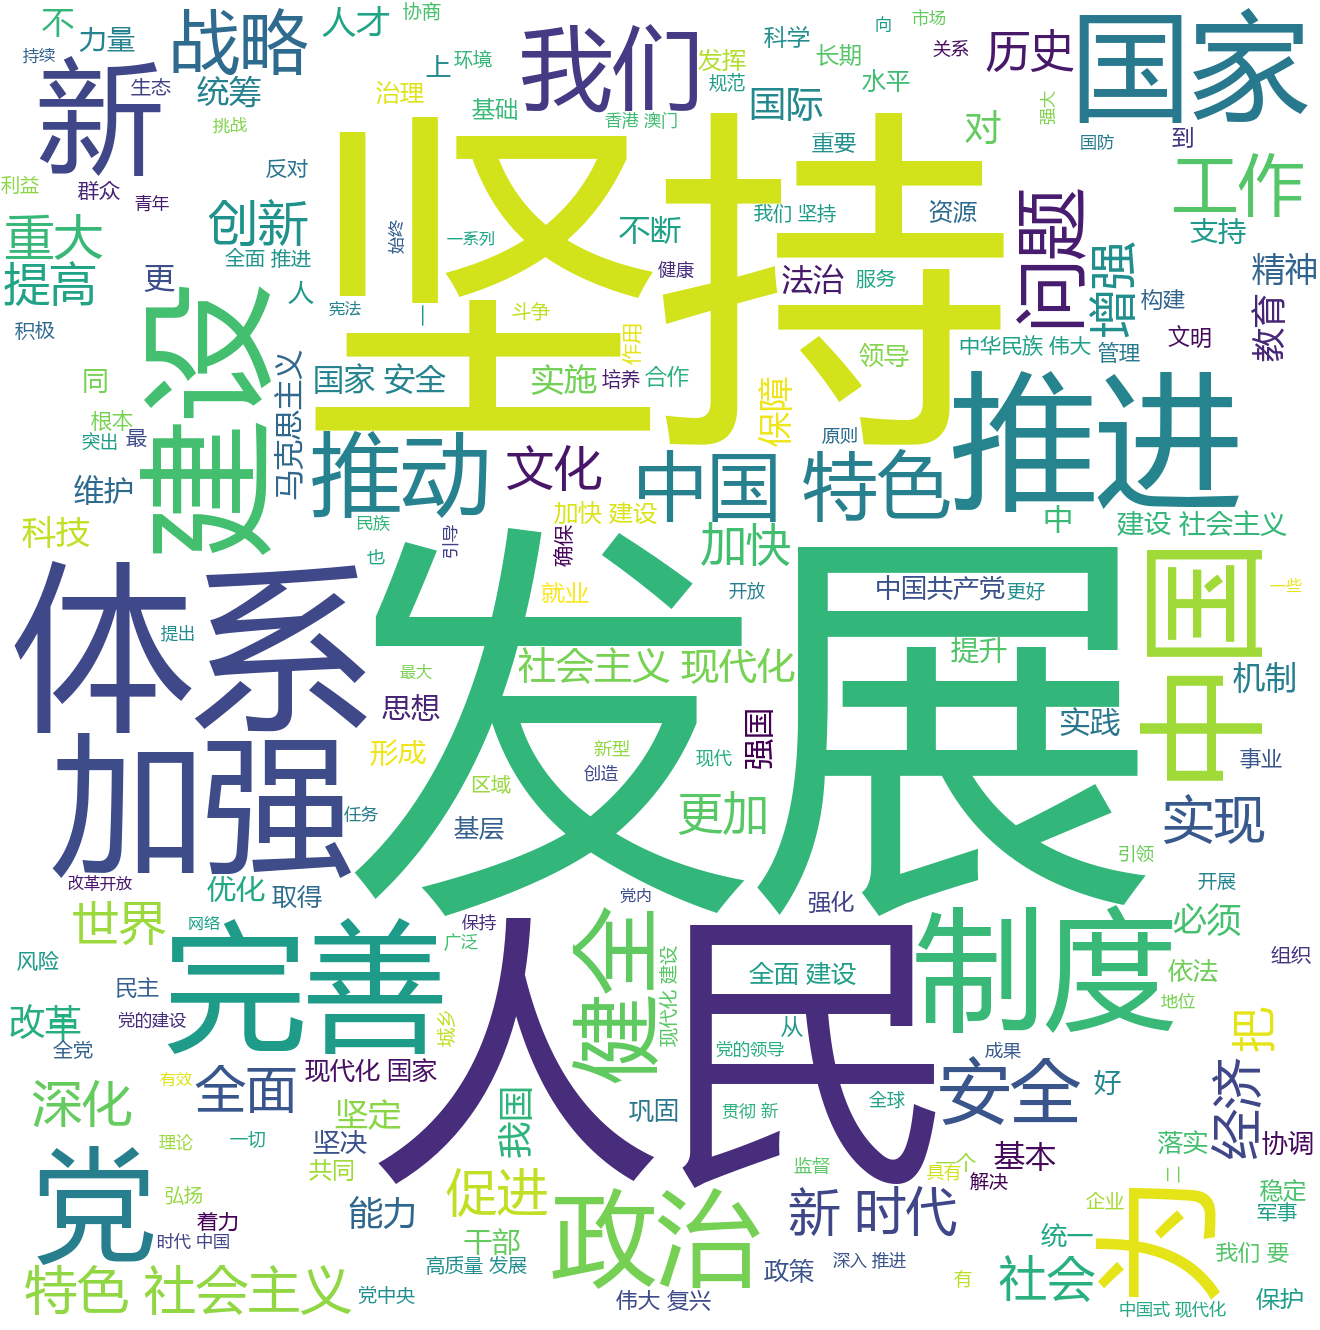 不
力量
持续
新
生态
战略
统筹
挑战
人才
协商
上
环境
治理
基础
我们
发挥
规范
香港 澳门
科学
国际
长期
水平
重要
向
市场
关系
历史
强大
国家
国防
到
对
工作
利益
群众
青年
反对
重大
提高
积极
创新
全面 推进
更
人
宪法
始终
一系列
一
坚持
斗争
不断
健康
我们 坚持
法治
服务
资源
问题
增强
支持
精神
构建
教育
文明
中华民族 伟大
管理
同
根本
突出
最
建设
马克思主义
国家 安全
实施
培养
合作
作用
领导
保障
原则
推进
维护
科技
推动
文化
中国 特色
加快 建设
民族
也
引导
确保
加快
中
建设 社会主义
体系
提出
发展
就业
开放
中国共产党
更好
中国
一些
最大
社会主义 现代化
提升
机制
思想
形成
新型
创造
现代
强国
实践
事业
加强
任务
区域
基层
更加
实现
引领
改革开放
优化
取得
党内
强化
开展
世界
网络
保持
广泛
风险
完善
人民
健全
现代化 建设
全面 建设
制度
必须
依法
地位
组织
民主
党的建设
改革
全党
城乡
从
党的领导
成果
把
有效
全面
现代化 国家
深化
坚定
我国
巩固
贯彻 新
全球
安全
好
经济
理论
一切
坚决
共同
监督
一个
具有
解决
基本
落实
协调
二
党
弘扬
着力
时代 中国
能力
促进
干部
政治
新 时代
企业
为
稳定
军事
特色 社会主义
党中央
高质量 发展
伟大 复兴
政策
深入 推进
有
统一
社会
我们 要
保护
中国式 现代化